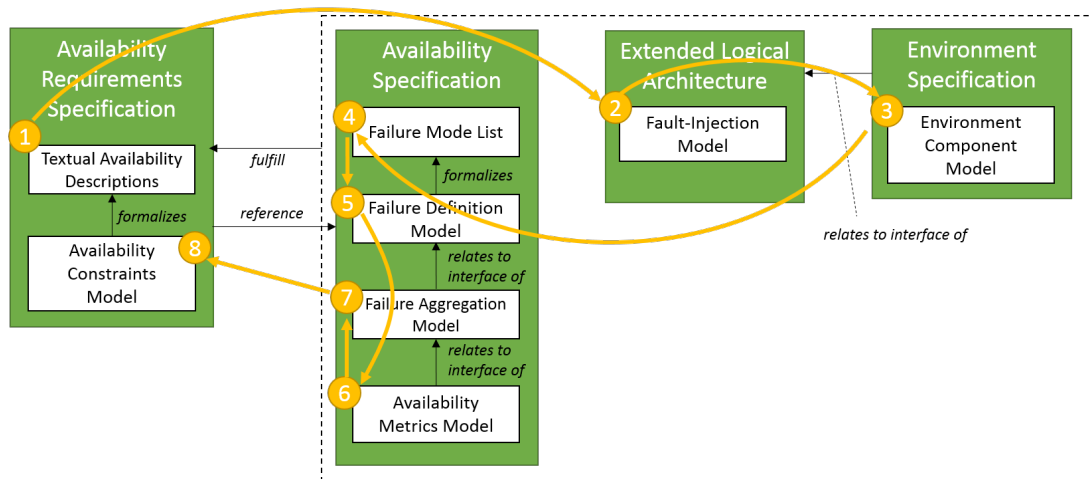 Availability
Requirements
Specification
1
Textual Availability
Descriptions
formalizes
Availability
Constraints
Model
8
fulfill
reference
Availability
Specification
4
Failure Mode List
formalizes
5
Failure Definition
Model
relates to
interface of
7
Failure Aggregation
Model
relates to
interface of
6
Availability
Metrics Model
Extended Logical
Architecture
2
Fault-Injection
Model
Environment
Specification
3
Environment
Component
Model
relates to interface of